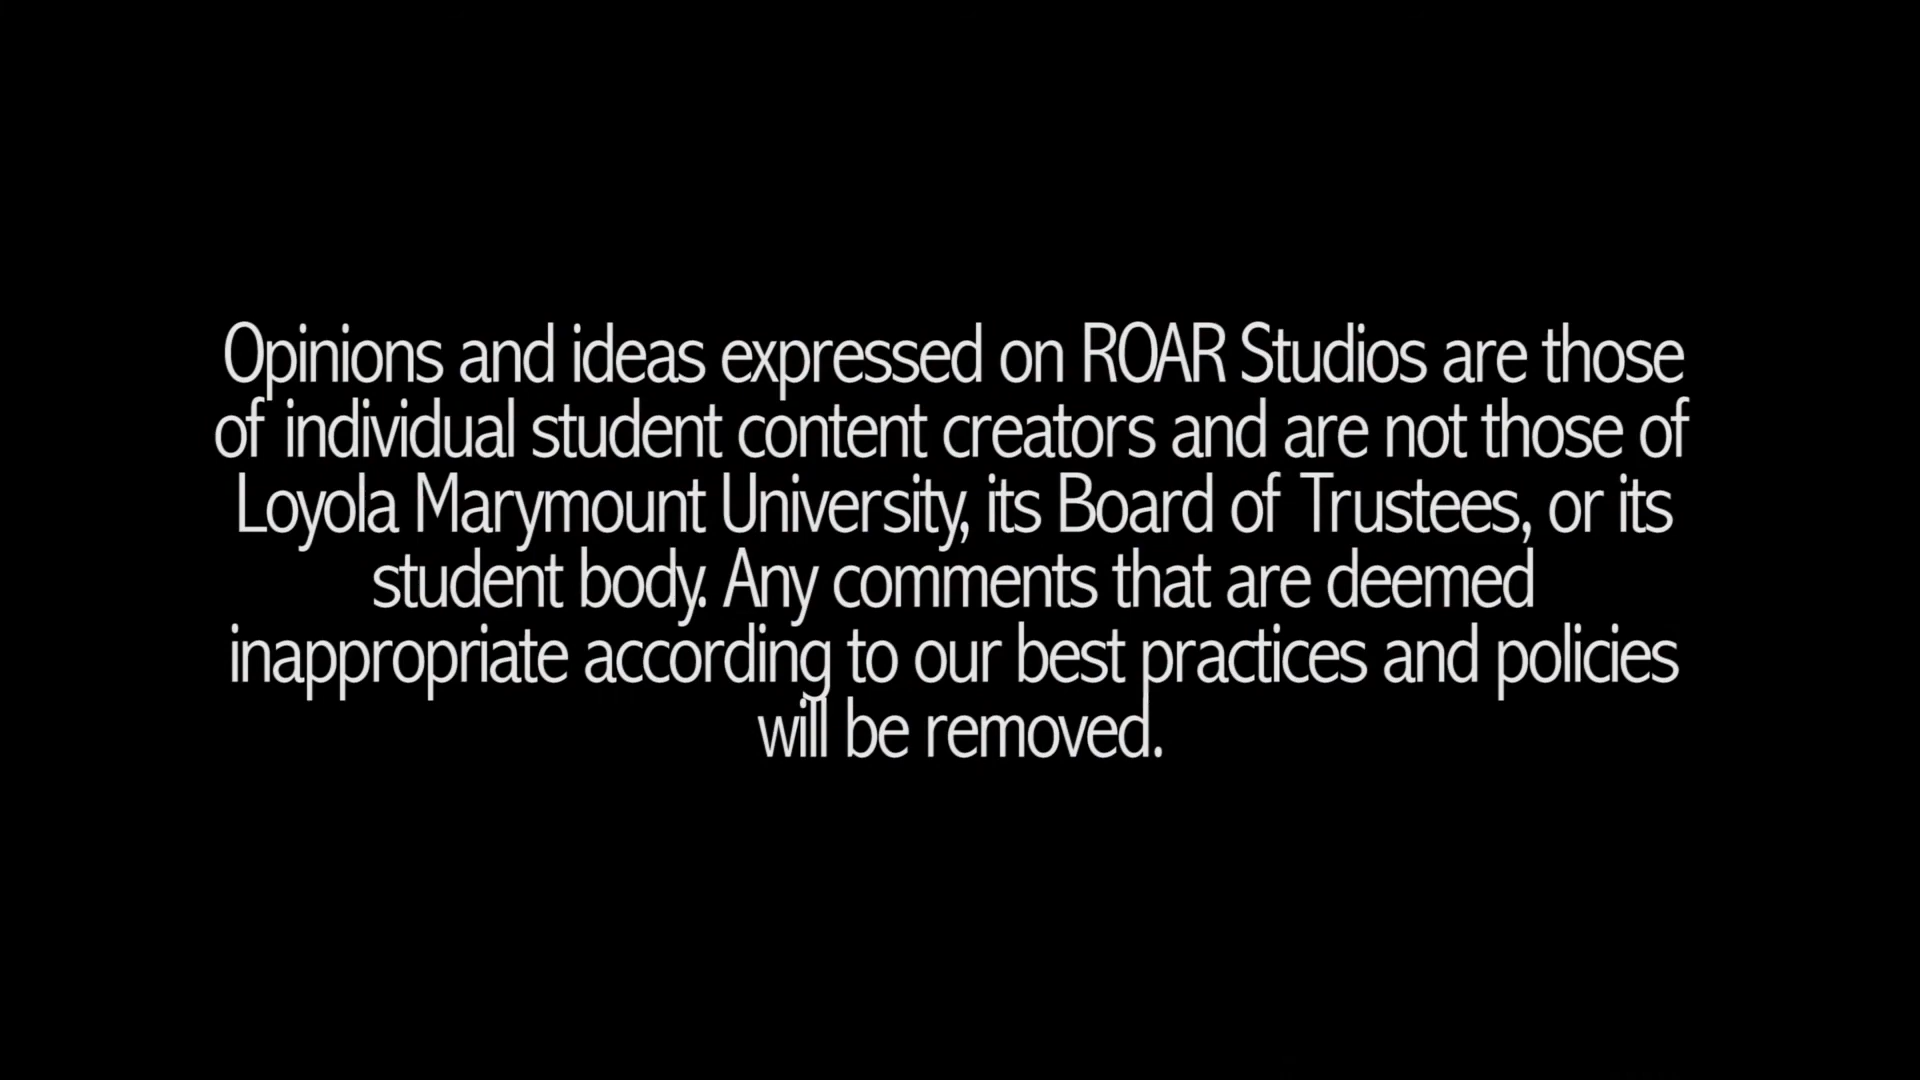 Opinions and ideas expressed on ROAR Studios are those
of individual student content creators and are not those of
Loyola Marymount University, its Board of Trustees, or its
student body. Any comments that are deemed
inappropriate according to our best practices and policies
will be removed.